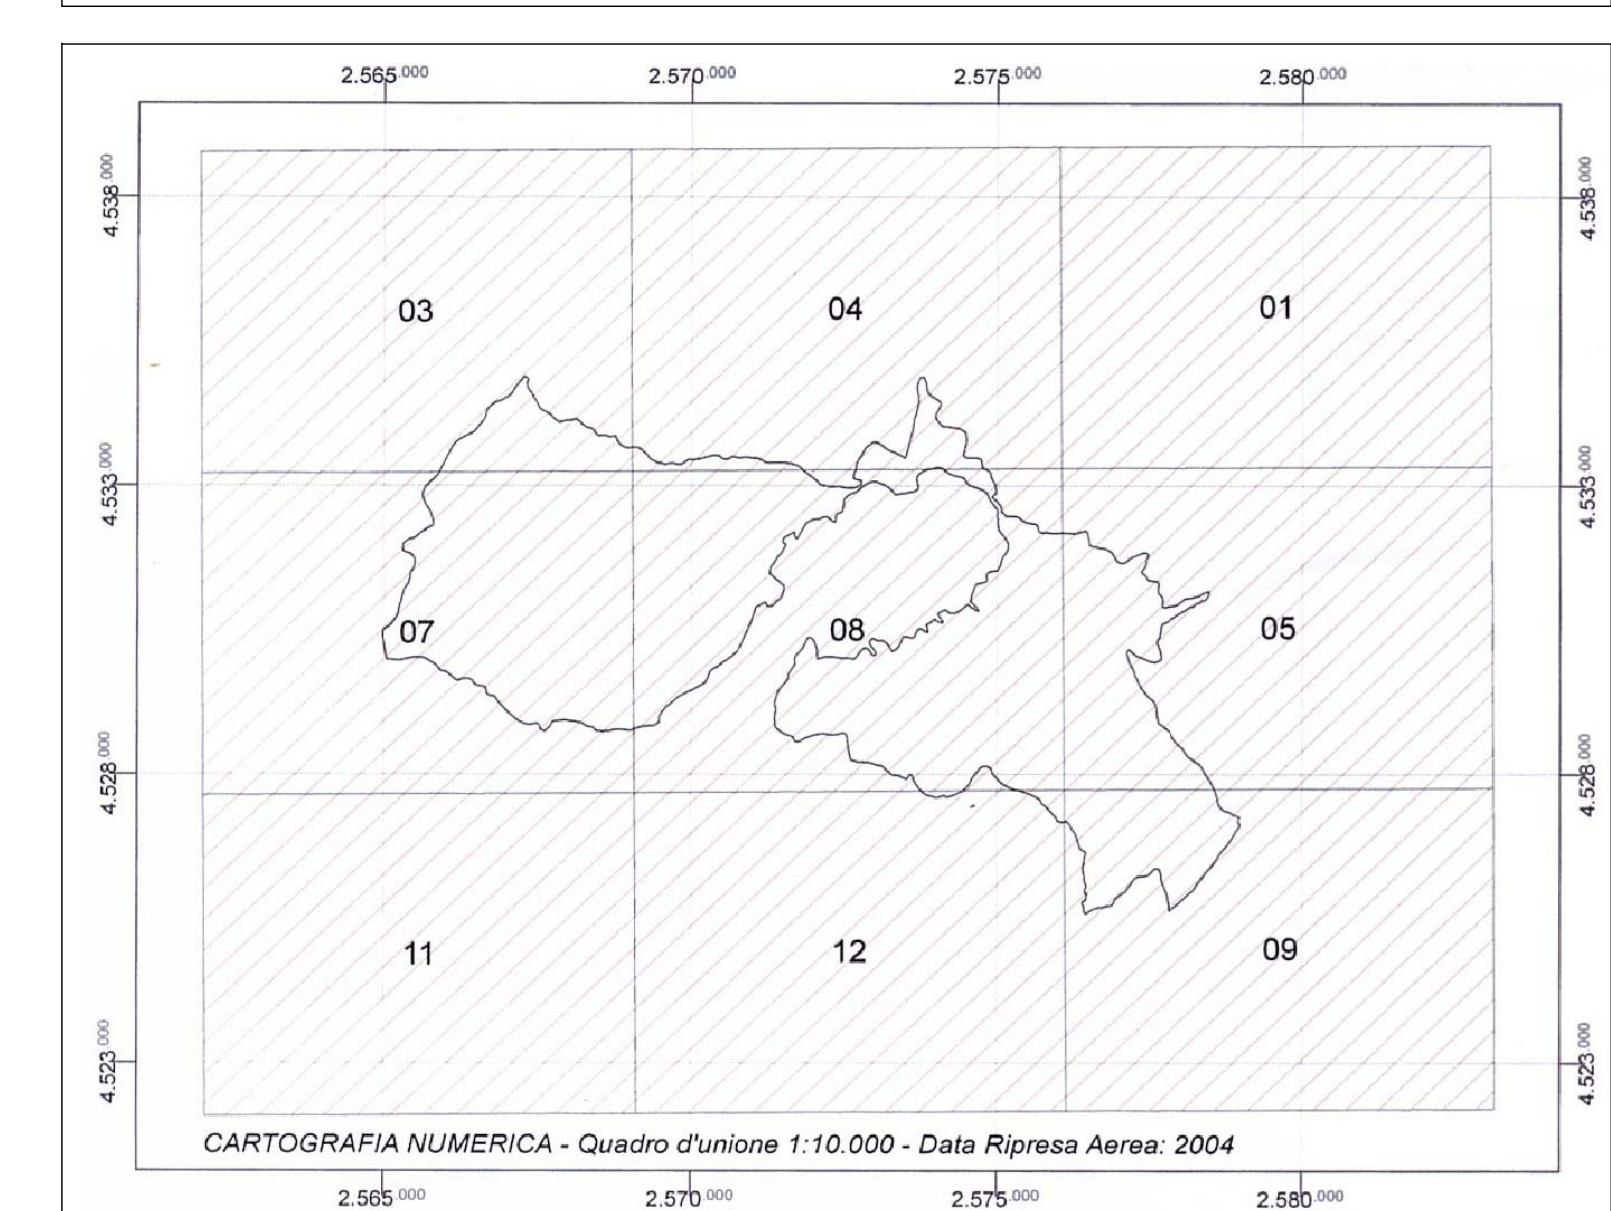 2.565.000 2.570.000 2.575.000 2.580.000
4.538.000 4.538.000
03 04 01
4.533.000 4.533.000
07 08 05
4.528.000 4.528.000
11 12 09
4.523.000 4.523.000
CARTOGRAFIA NUMERICA - Quadro d'unione 1:10.000 - Data Ripresa Aerea: 2004
2.565.000 2.570.000 2.575.000 2.580.000